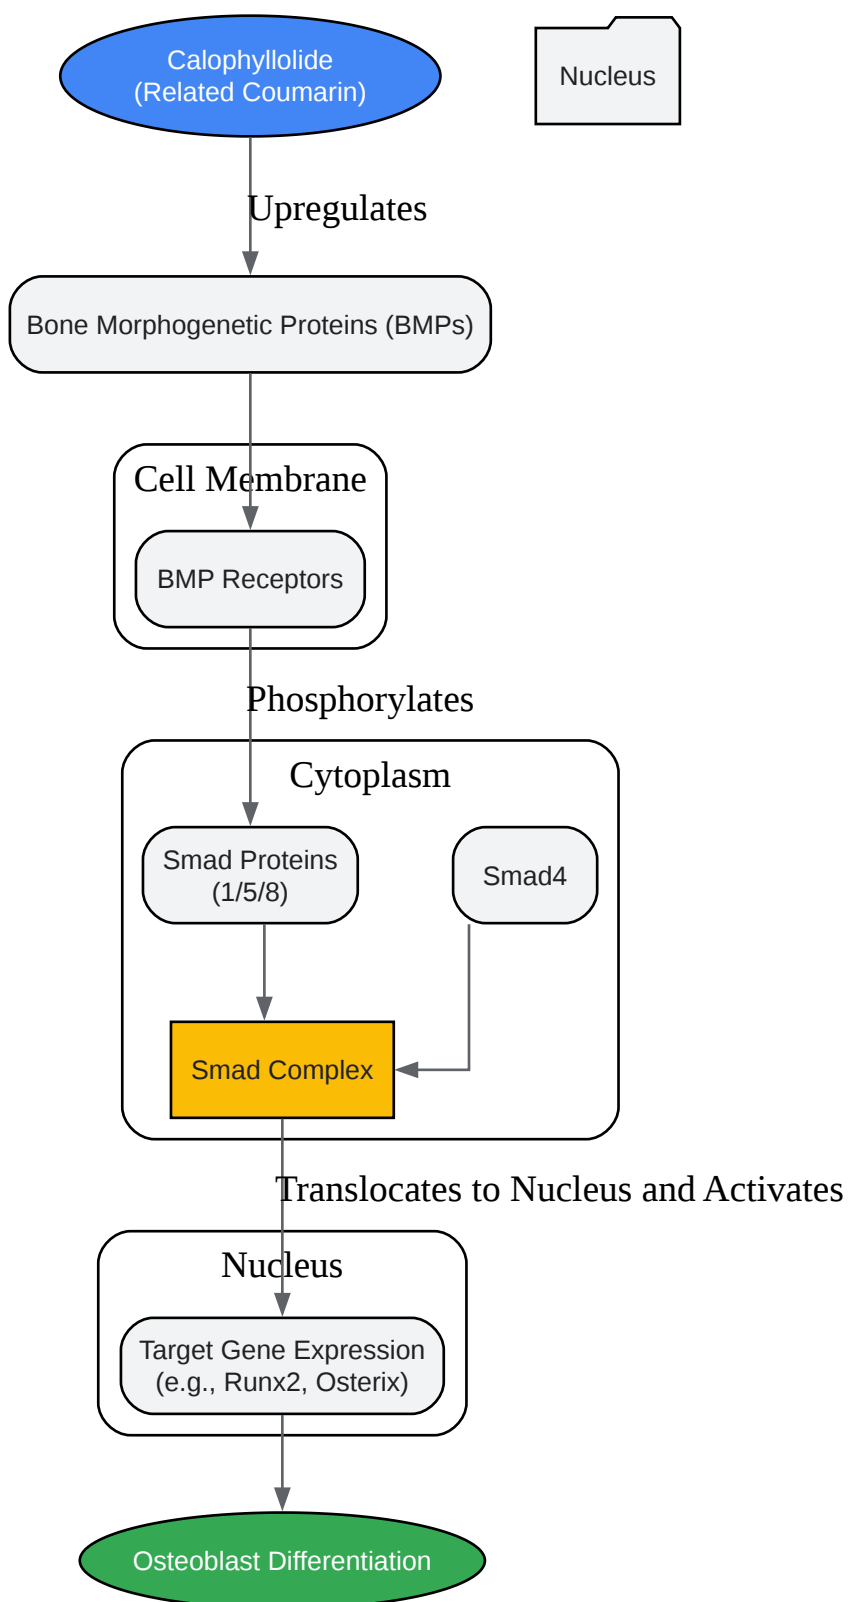 Calophyllolide
(Related Coumarin)
Nucleus
Upregulates
Bone Morphogenetic Proteins (BMPs)
Cell Membrane
BMP Receptors
Phosphorylates
Cytoplasm
Smad Proteins
(1/5/8)
Smad4
Smad Complex
Translocates to Nucleus and Activates
Nucleus
Target Gene Expression
(e.g., Runx2, Osterix)
Osteoblast Differentiation